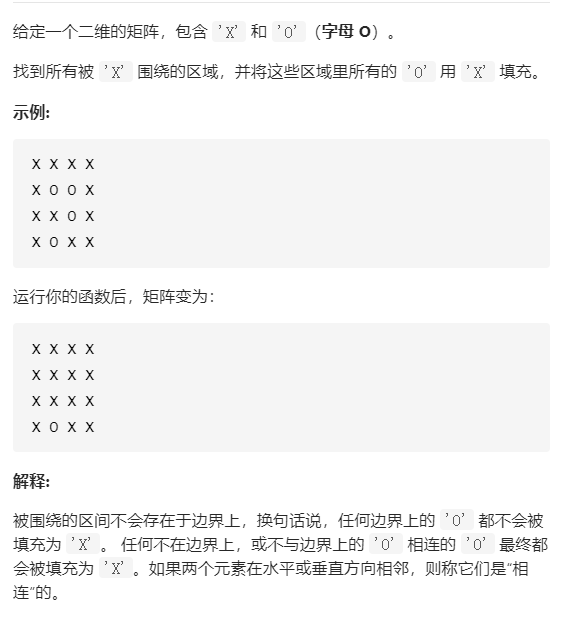 给定一个二维的矩阵，包含 'X' 和 'O'（字母 O）。
找到所有被 'X' 围绕的区域，并将这些区域里所有的 'O' 用 'X' 填充。
示例:
X X X X
X O O X
X X O X
X O X X
运行你的函数后，矩阵变为：
X X X X
X X X X
X X X X
X O X X
解释:
被围绕的区间不会存在于边界上，换句话说，任何边界上的 'O' 都不会被
填充为 'X'。 任何不在边界上，或不与边界上的 'O' 相连的 'O' 最终都
会被填充为 'X'。如果两个元素在水平或垂直方向相邻，则称它们是“相
连”的。